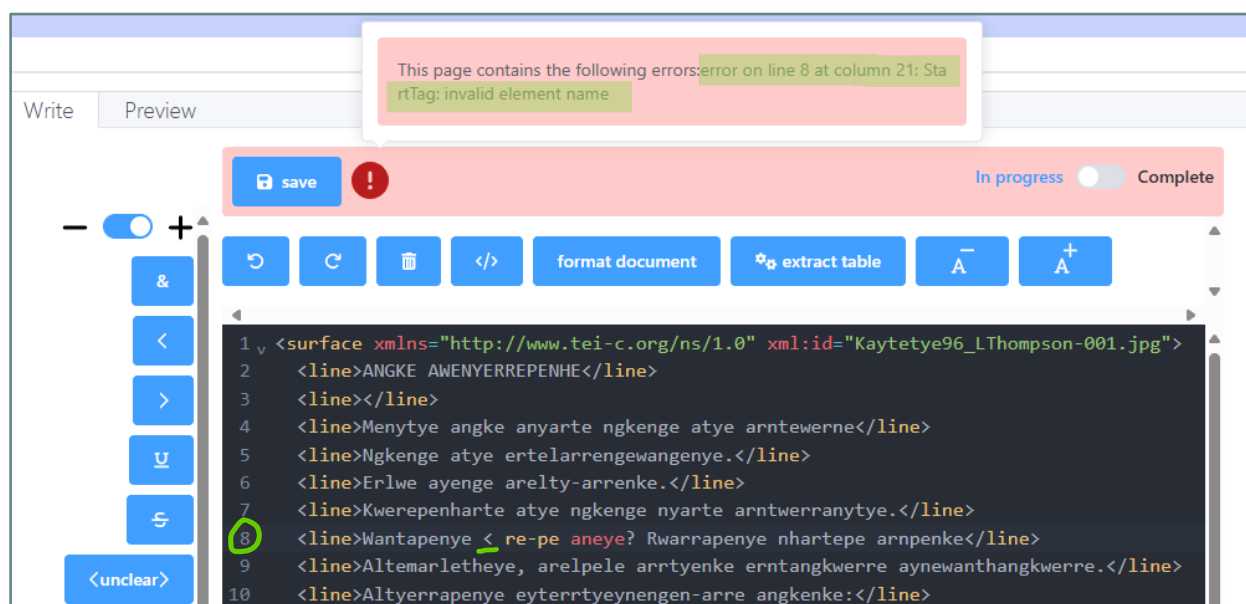 This page contains the following errors:error on line 8 at column 21: Sta
rtTag: invalid element name
Write Preview
save ! In progress Complete
− +
</> format document extract table A− A+
&
<
>
U
S
<unclear>
1 <surface xmlns="http://www.tei-c.org/ns/1.0" xml:id="Kaytetye96_LThompson-001.jpg">
2 <line>ANGKE AWENYERREPENHE</line>
3 <line></line>
4 <line>Menytye angke anyarte ngkenge atye arntewerne</line>
5 <line>Ngkenge atye ertelarrengewangenye.</line>
6 <line>Erlwe ayenge arelty-arrenke.</line>
7 <line>Kwerepenharte atye ngkenge nyarte arntwerranytye.</line>
8 <line>Wantapenye < re-pe aneye? Rwarrapenye nhartepe arnpenke</line>
9 <line>Altemarletheye, arelpele arrtyenke erntangkwerre aynewanthangkwerre.</line>
10 <line>Altyerrapenye eyterrtyeynengen-arre angkenke:</line>